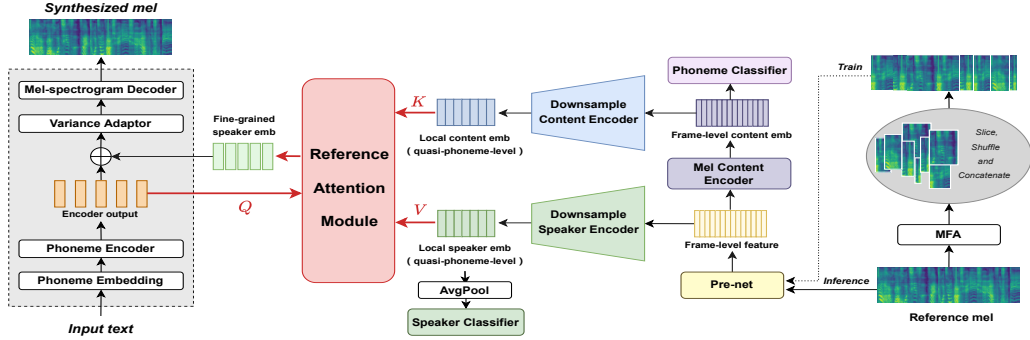 Synthesized mel
Mel-spectrogram Decoder
Variance Adaptor
Fine-grained
speaker emb
Encoder output
Phoneme Encoder
Phoneme Embedding
Input text
Q
Reference
Attention
Module
K
V
Local content emb
( quasi-phoneme-level )
Local speaker emb
( quasi-phoneme-level )
AvgPool
Speaker Classifier
Downsample
Content Encoder
Downsample
Speaker Encoder
Phoneme Classifier
Frame-level content emb
Mel Content
Encoder
Frame-level feature
Pre-net
Train
Inference
Slice,
Shuffle
and
Concatenate
MFA
Reference mel